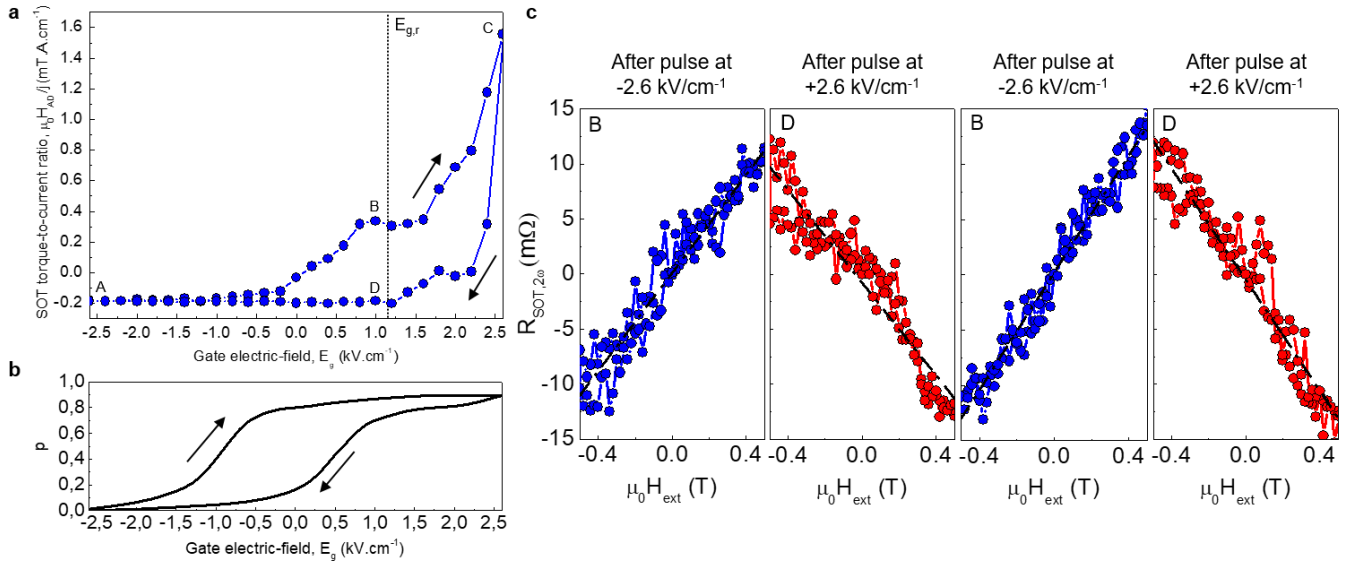 a
SOT torque-to-current ratio, μ0HAD/j(mT.A.cm-1)
1.6
1.4
1.2
1.0
0.8
0.6
0.4
0.2
0.0
-0.2
Eg,r
A
B
C
D
-2.5 -2.0 -1.5 -1.0 -0.5 0.0 0.5 1.0 1.5 2.0 2.5
Gate electric-field, Eg (kV.cm-1)
b
p
1,0
0,8
0,6
0,4
0,2
0,0
-2,5 -2,0 -1,5 -1,0 -0,5 0,0 0,5 1,0 1,5 2,0 2,5
Gate electric-field, Eg (kV.cm-1)
c
After pulse at
-2.6 kV/cm-1
After pulse at
+2.6 kV/cm-1
After pulse at
-2.6 kV/cm-1
After pulse at
+2.6 kV/cm-1
RSOT,2ω(mΩ)
15
10
5
0
-5
-10
-15
B
D
B
D
-0.4 0.0 0.4
-0.4 0.0 0.4
-0.4 0.0 0.4
-0.4 0.0 0.4
μ0Hext (T)
μ0Hext (T)
μ0Hext (T)
μ0Hext (T)